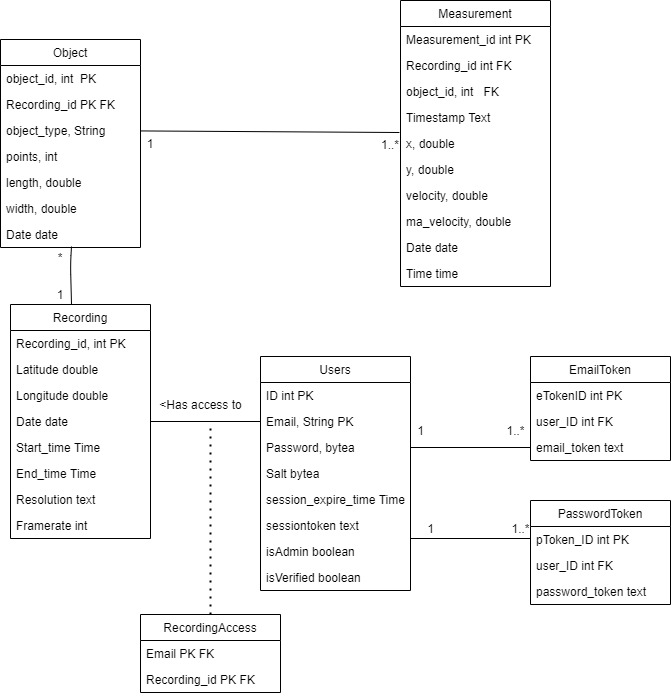 Object
object_id, int  PK
Recording_id PK FK
object_type, String
points, int
length, double
width, double
Date date
Measurement
Measurement_id int PK
Recording_id int FK
object_id, int   FK
Timestamp Text
x, double
y, double
velocity, double
ma_velocity, double
Date date
Time time
1
1..*
*
1
Recording
Recording_id, int PK
Latitude double
Longitude double
Date date
Start_time Time
End_time Time
Resolution text
Framerate int
<Has access to
Users
ID int PK
Email, String PK
Password, bytea
Salt bytea
session_expire_time Time
sessiontoken text
isAdmin boolean
isVerified boolean
1
1..*
EmailToken
eTokenID int PK
user_ID int FK
email_token text
1
1..*
PasswordToken
pToken_ID int PK
user_ID int FK
password_token text
RecordingAccess
Email PK FK
Recording_id PK FK